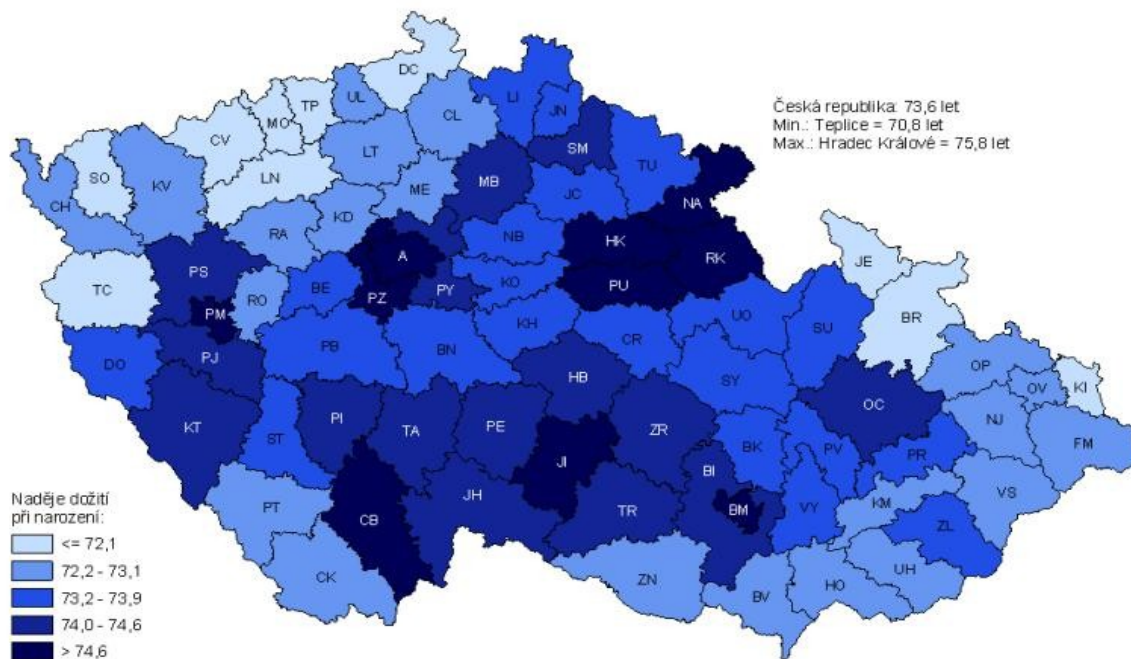 DC
TP
UL
MO
CV
CL
LI
JN
SM
TU
LT
LN
SO
KV
CH
ME
MB
JC
KD
RA
NA
NB
HK
RK
A
PS
TC
RO
BE
PZ
PY
KO
PU
PM
JE
BR
UO
SU
KH
CR
PJ
DO
PB
BN
HB
SY
OP
OV
KI
OC
NJ
FM
KT
ST
PI
TA
PE
ZR
JI
BK
PV
PR
BI
VS
PT
CB
JH
TR
BM
VY
KM
ZL
CK
ZN
BV
HO
UH
Česká republika: 73,6 let
Min.: Teplice = 70,8 let
Max.: Hradec Králové = 75,8 let
Naděje dožití
při narození:
<= 72,1
72,2 - 73,1
73,2 - 73,9
74,0 - 74,6
> 74,6